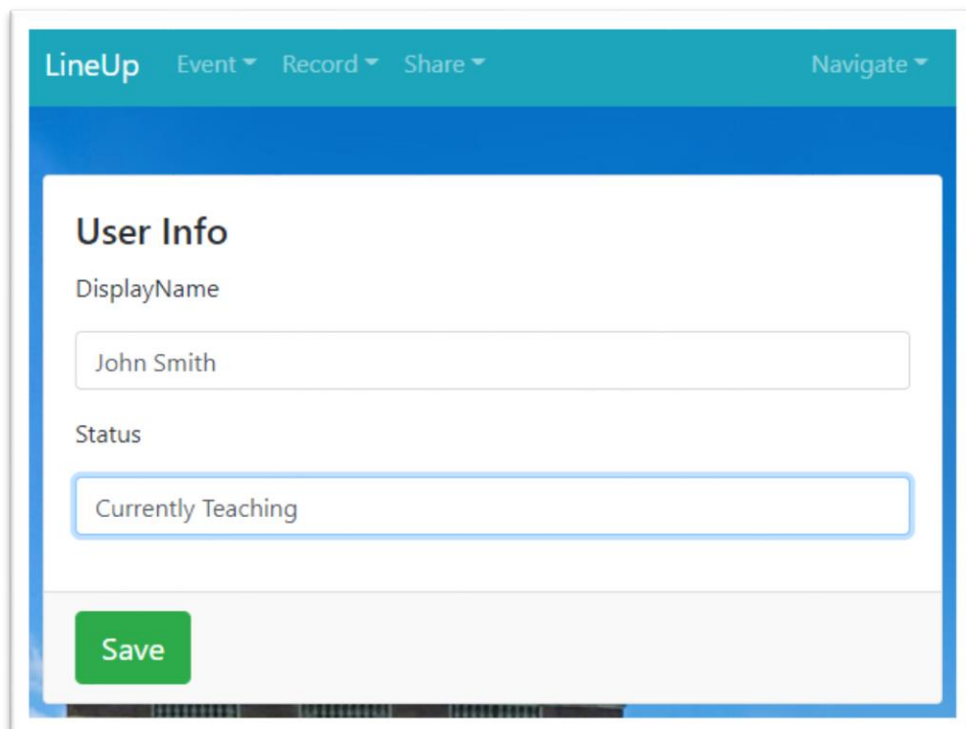 LineUp Event Record Share Navigate
User Info
DisplayName
John Smith
Status
Currently Teaching
Save